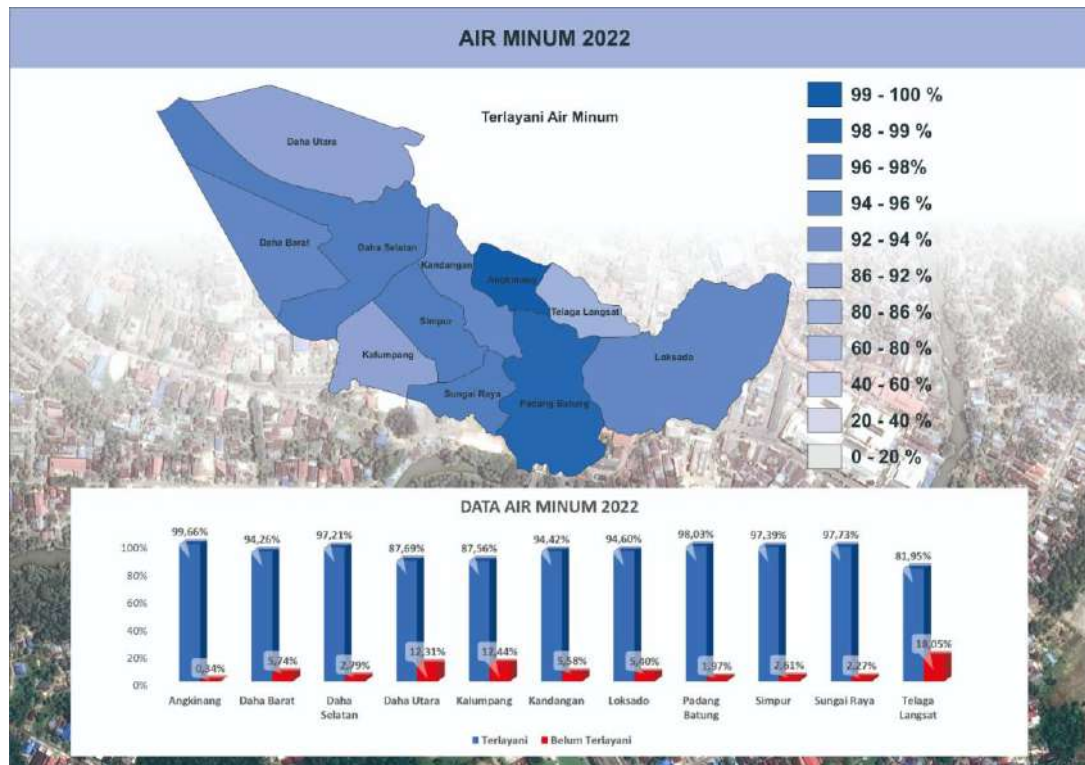 AIR MINUM 2022
Terlayani Air Minum
99 - 100 %
98 - 99 %
96 - 98%
94 - 96 %
92 - 94 %
86 - 92 %
80 - 86 %
60 - 80 %
40 - 60 %
20 - 40 %
0 - 20 %
Daha Utara
Daha Barat
Daha Selatan
Kandangan
Angkinang
Telaga Langsat
Simpur
Loksado
Kalumpang
Sungai Raya
Padang Batung
DATA AIR MINUM 2022
99,66% 94,26% 97,21% 87,69% 87,56% 94,42% 94,60% 98,03% 97,39% 97,73% 81,95%
0,34% 5,74% 2,79% 12,31% 12,44% 5,58% 5,40% 1,97% 2,61% 2,27% 18,05%
100%
80%
60%
40%
20%
0%
Angkinang Daha Barat Daha Selatan Daha Utara Kalumpang Kandangan Loksado Padang Batung Simpur Sungai Raya Telaga Langsat
Terlayani Belum Terlayani